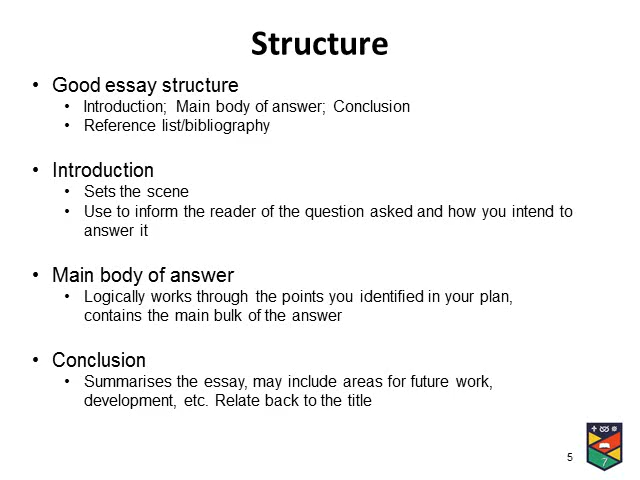 Structure
• Good essay structure
• Introduction; Main body of answer; Conclusion
• Reference list/bibliography
• Introduction
• Sets the scene
• Use to inform the reader of the question asked and how you intend to
answer it
• Main body of answer
• Logically works through the points you identified in your plan,
contains the main bulk of the answer
• Conclusion
• Summarises the essay, may include areas for future work,
development, etc. Relate back to the title
5